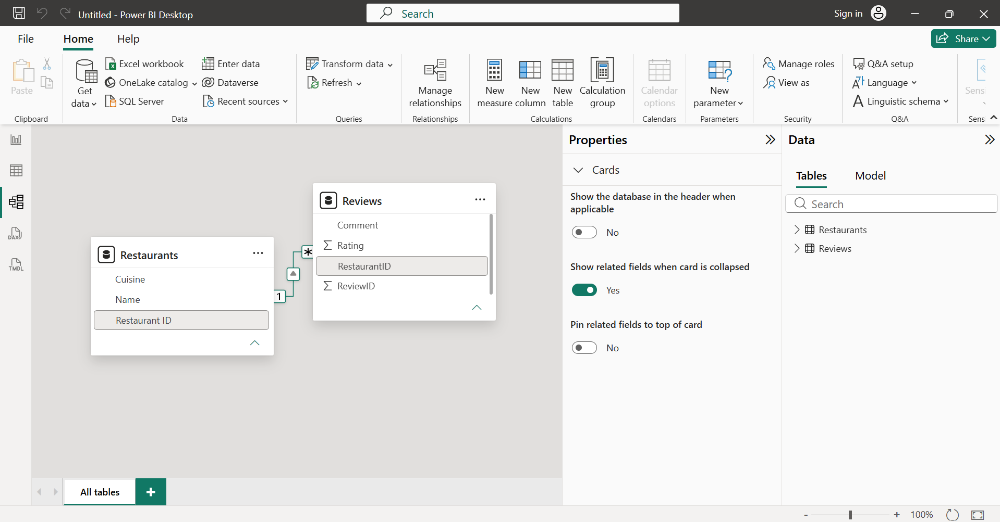 Untitled - Power BI Desktop
Search
Sign in
File
Home
Help
Share
Paste
Clipboard
Get data
Excel workbook
OneLake catalog
SQL Server
Enter data
Dataverse
Recent sources
Data
Transform data
Refresh
Queries
Manage
relationships
Relationships
New
measure
New
column
New
table
Calculation
group
Calculations
Calendar
options
Calendars
New
parameter
Parameters
Manage roles
View as
Security
Q&A setup
Language
Linguistic schema
Q&A
Sensi
Sens
DAX
TMDL
Restaurants
Cuisine
Name
Restaurant ID
1
*
Reviews
Comment
Rating
RestaurantID
ReviewID
Properties
Cards
Show the database in the header when
applicable
No
Show related fields when card is collapsed
Yes
Pin related fields to top of card
No
Data
Tables
Model
Search
Restaurants
Reviews
All tables
+
- + 100%